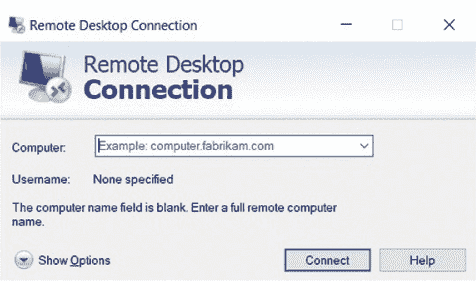 Remote Desktop Connection
Remote Desktop
Connection
Computer: Example: computer.fabrikam.com
Username: None specified
The computer name field is blank. Enter a full remote computer
name.
Show Options Connect Help